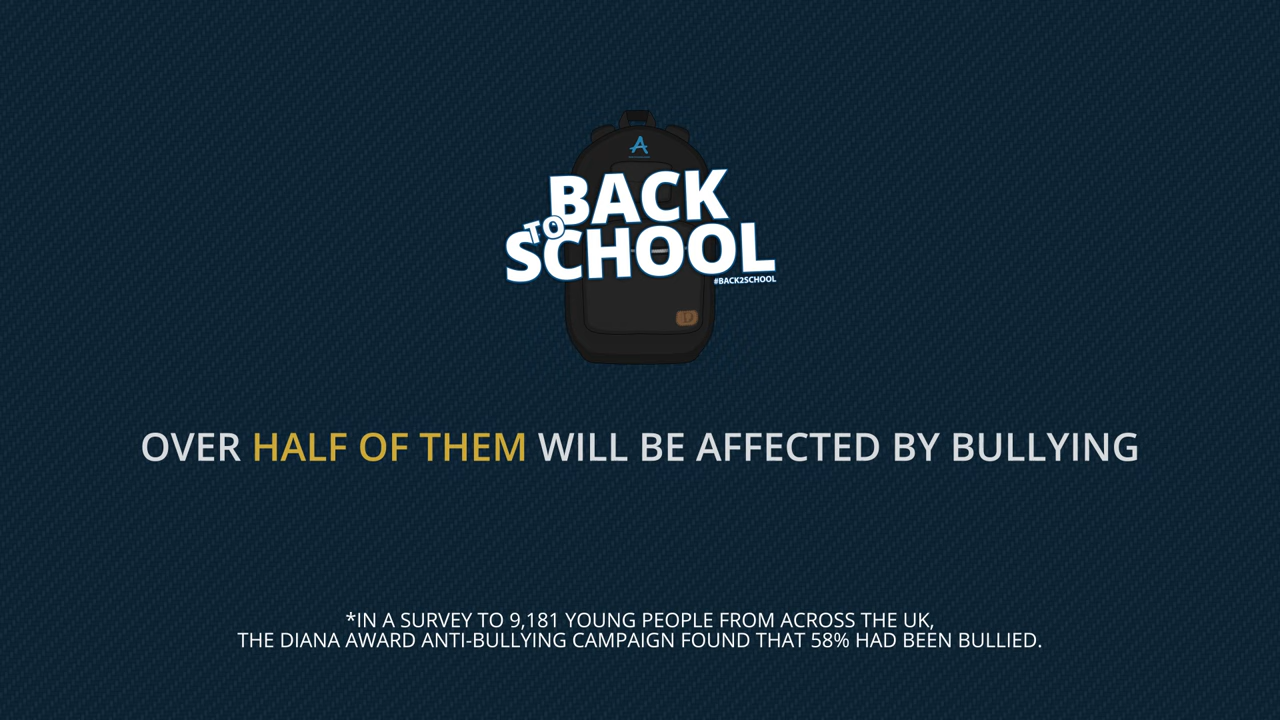 A
BACK
TO
SCHOOL
#BACK2SCHOOL
D
OVER HALF OF THEM WILL BE AFFECTED BY BULLYING
*IN A SURVEY TO 9,181 YOUNG PEOPLE FROM ACROSS THE UK,
THE DIANA AWARD ANTI-BULLYING CAMPAIGN FOUND THAT 58% HAD BEEN BULLIED.